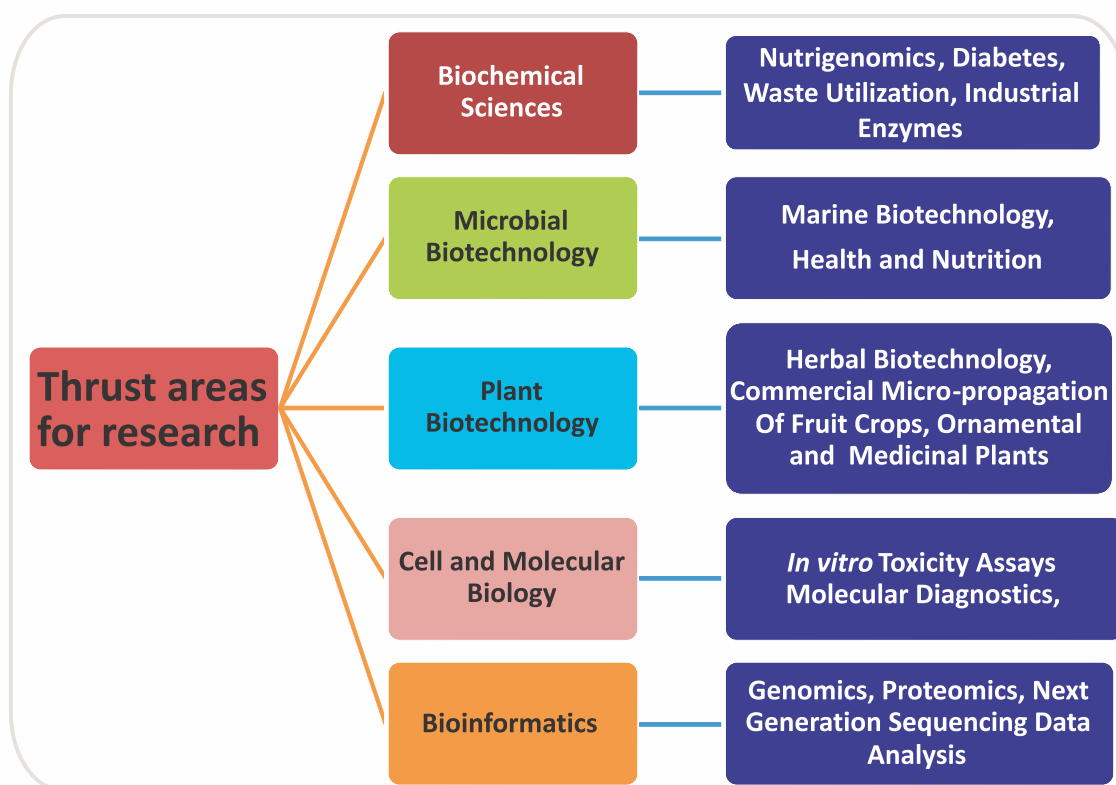 Thrust areas
for research
Biochemical
Sciences
Nutrigenomics, Diabetes,
Waste Utilization, Industrial
Enzymes
Microbial
Biotechnology
Marine Biotechnology,
Health and Nutrition
Plant
Biotechnology
Herbal Biotechnology,
Commercial Micro-propagation
Of Fruit Crops, Ornamental
and Medicinal Plants
Cell and Molecular
Biology
In vitro Toxicity Assays
Molecular Diagnostics,
Bioinformatics
Genomics, Proteomics, Next
Generation Sequencing Data
Analysis